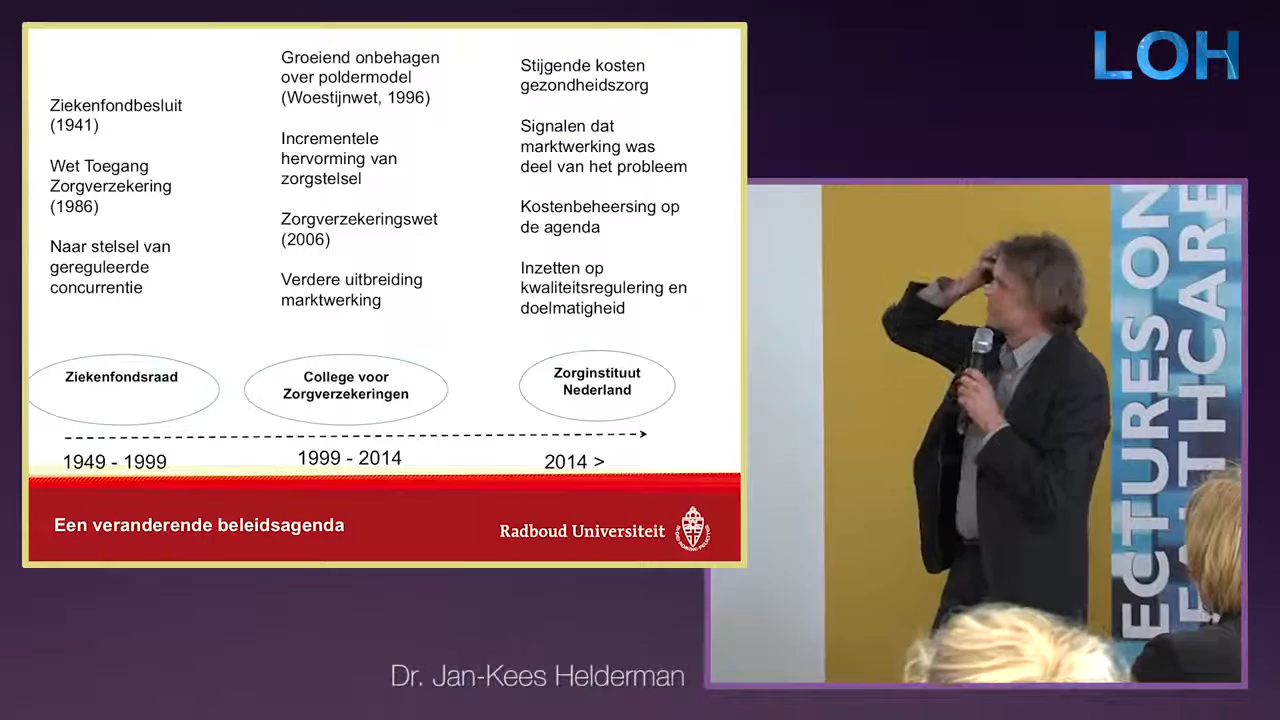 LOH
Ziekenfondbesluit
(1941)
Wet Toegang
Zorgverzekering
(1986)
Naar stelsel van
gereguleerde
concurrentie
Groeiend onbehagen
over poldermodel
(Woestijnwet, 1996)
Incrementele
hervorming van
zorgstelsel
Zorgverzekeringswet
(2006)
Verdere uitbreiding
marktwerking
Stijgende kosten
gezondheidszorg
Signalen dat
marktwerking was
deel van het probleem
Kostenbeheersing op
de agenda
Inzetten op
kwaliteitsregulering en
doelmatigheid
Ziekenfondsraad
College voor
Zorgverzekeringen
Zorginstituut
Nederland
1949 - 1999
1999 - 2014
2014 >
Een veranderende beleidsagenda
Radboud Universiteit
ECTURES ON
Dr. Jan-Kees Helderman